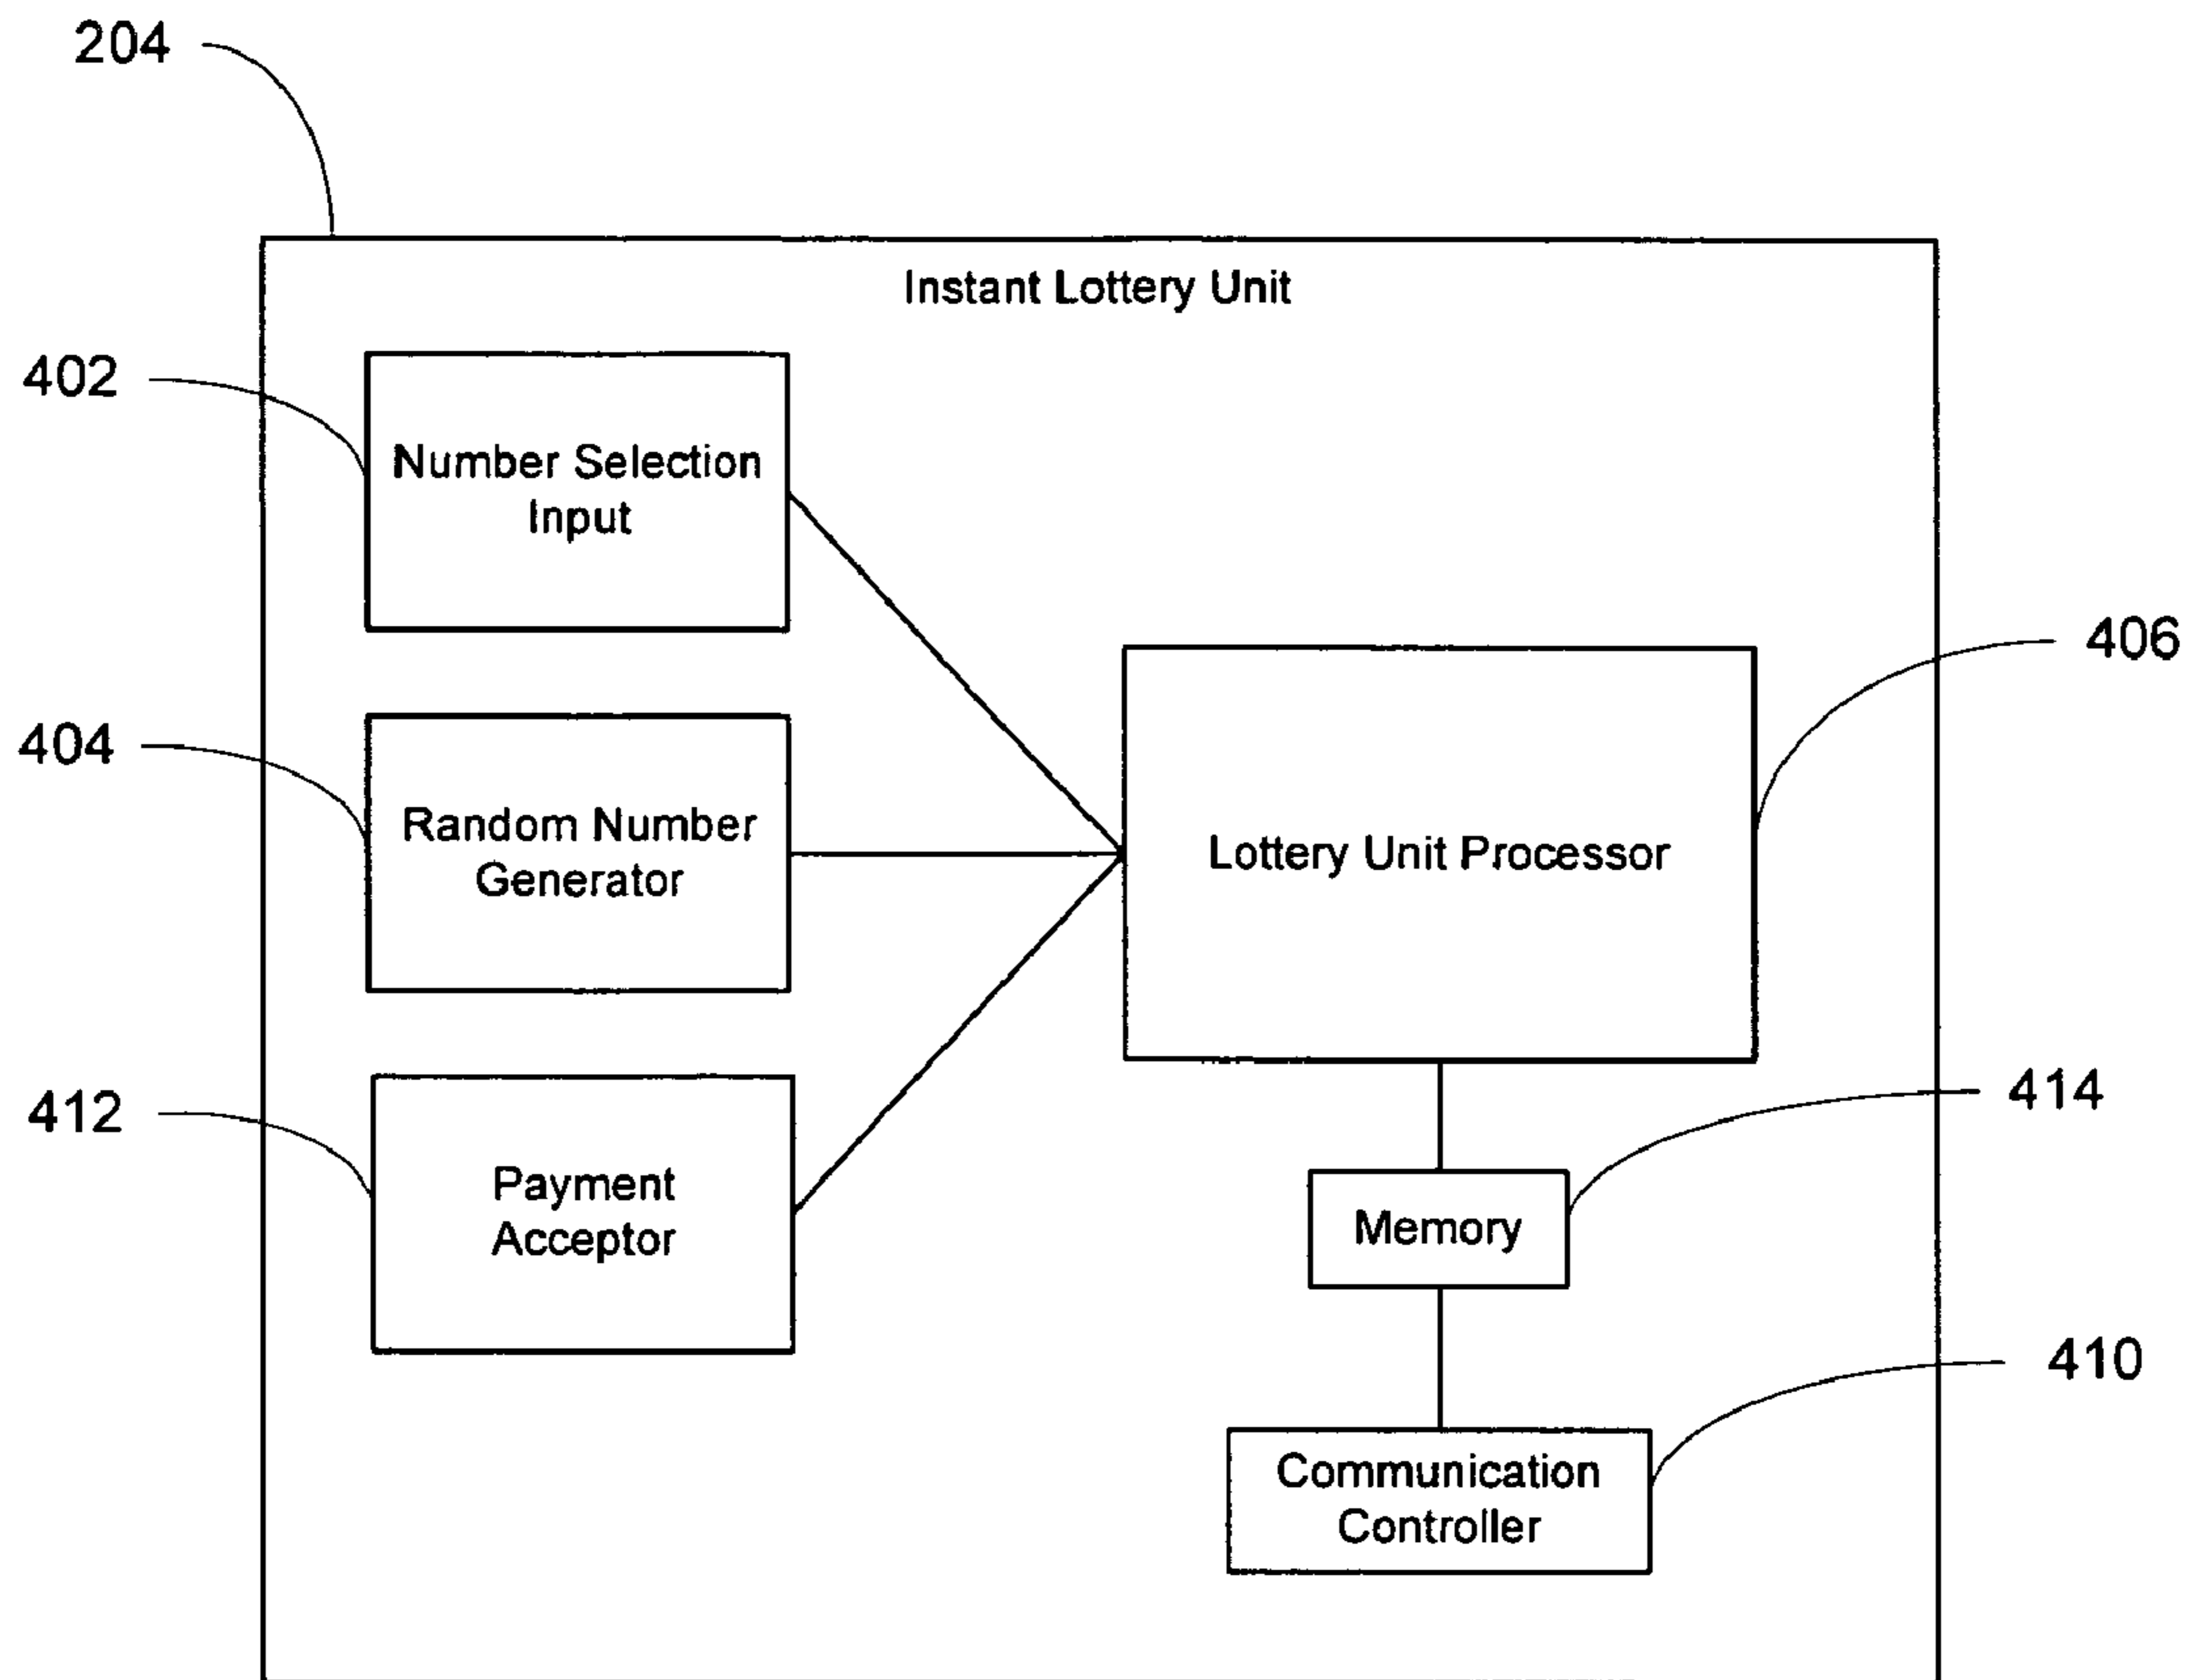 204
Instant Lottery Unit
402
Number Selection
Input
406
404
Random Number
Generator
Lottery Unit Processor
412
Payment
Acceptor
414
Memory
410
Communication
Controller